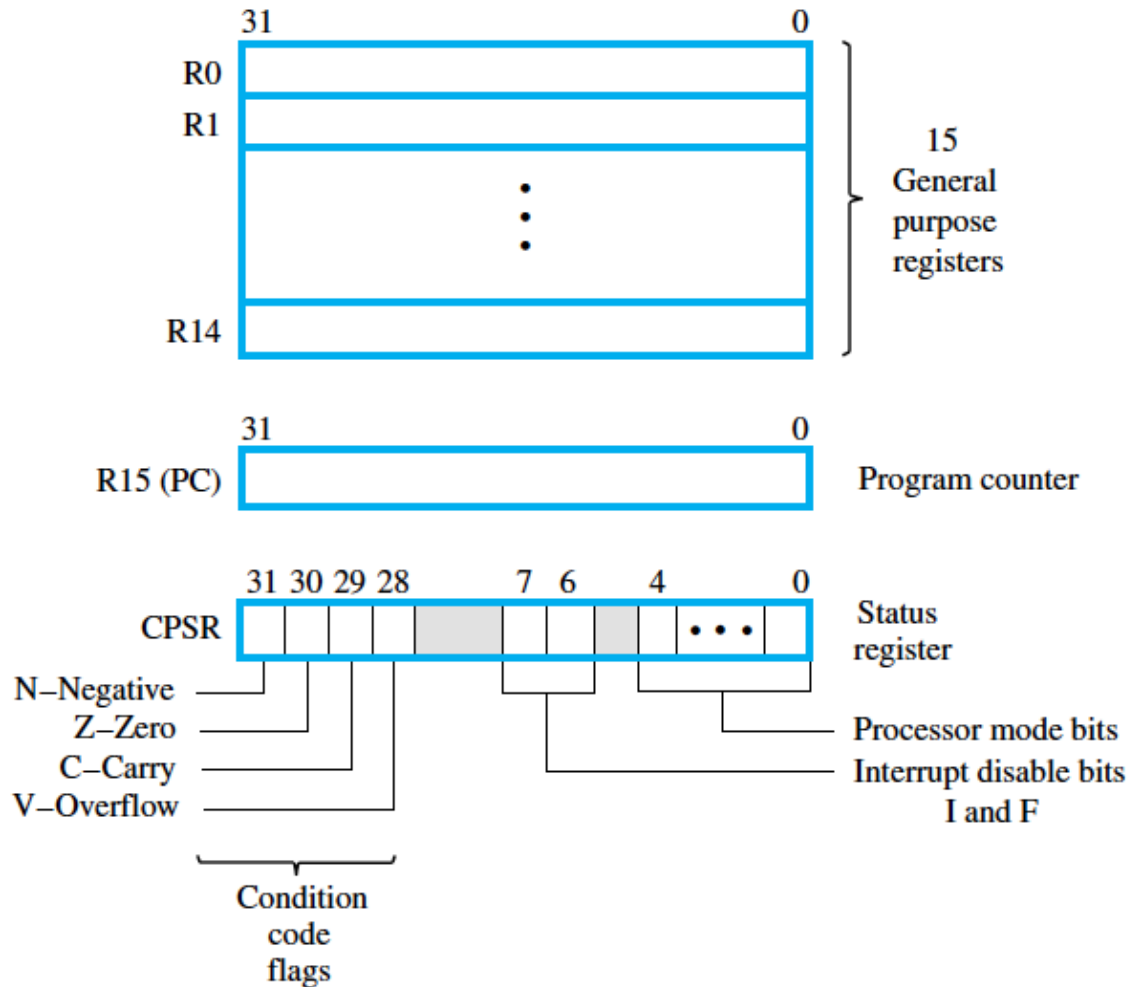 31 0
R0
R1
15
General
purpose
registers
R14
31 0
R15 (PC)
Program counter
31 30 29 28 7 6 4 0
CPSR
Status
register
N–Negative
Z–Zero
C–Carry
V–Overflow
Processor mode bits
Interrupt disable bits
I and F
Condition
code
flags